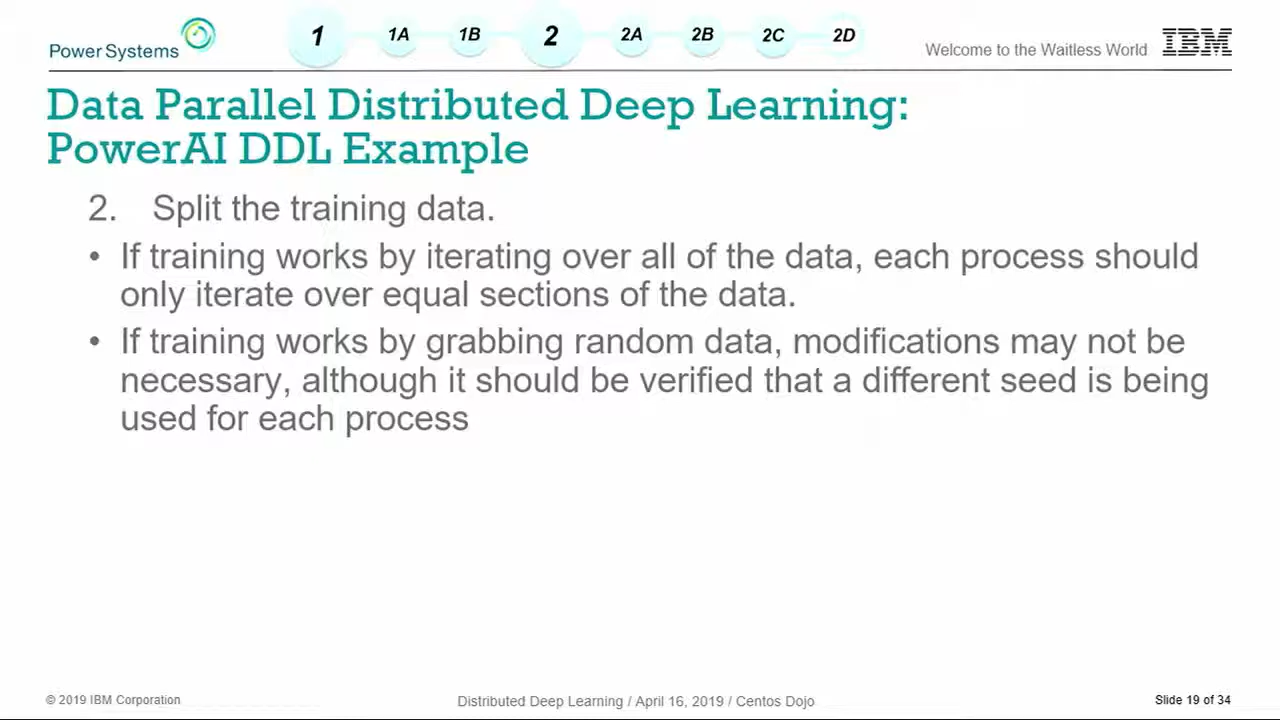 Power Systems
1 1A 1B 2 2A 2B 2C 2D
Welcome to the Waitless World IBM
Data Parallel Distributed Deep Learning:
PowerAI DDL Example
2. Split the training data.
• If training works by iterating over all of the data, each process should
only iterate over equal sections of the data.
• If training works by grabbing random data, modifications may not be
necessary, although it should be verified that a different seed is being
used for each process
© 2019 IBM Corporation
Distributed Deep Learning / April 16, 2019 / Centos Dojo
Slide 19 of 34